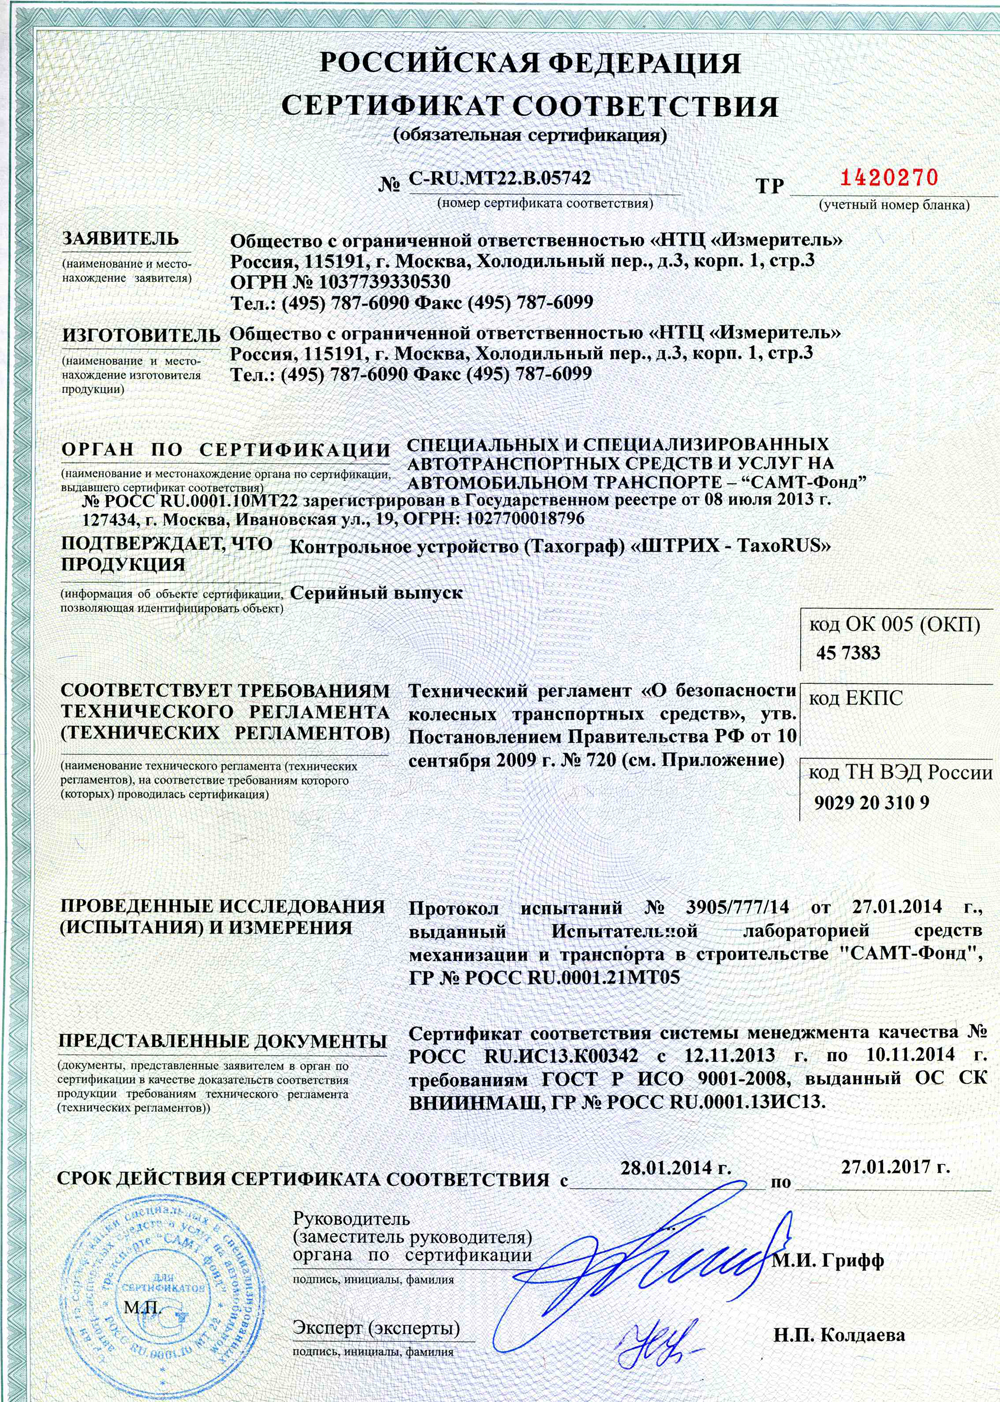 РОССИЙСКАЯ ФЕДЕРАЦИЯ
СЕРТИФИКАТ СООТВЕТСТВИЯ
(обязательная сертификация)
№ C-RU.MT22.B.05742
(номер сертификата соответствия)
ТР 1420270
(учетный номер бланка)
ЗАЯВИТЕЛЬ
(наименование и место-
нахождение заявителя)
Общество с ограниченной ответственностью «НТЦ «Измеритель»
Россия, 115191, г. Москва, Холодильный пер., д.3, корп. 1, стр.3
ОГРН № 1037739330530
Тел.: (495) 787-6090 Факс (495) 787-6099
ИЗГОТОВИТЕЛЬ
(наименование и место-
нахождение изготовителя
продукции)
Общество с ограниченной ответственностью «НТЦ «Измеритель»
Россия, 115191, г. Москва, Холодильный пер., д.3, корп. 1, стр.3
Тел.: (495) 787-6090 Факс (495) 787-6099
ОРГАН ПО СЕРТИФИКАЦИИ
(наименование и местонахождение органа по сертификации,
выдавшего сертификат соответствия)
СПЕЦИАЛЬНЫХ И СПЕЦИАЛИЗИРОВАННЫХ
АВТОТРАНСПОРТНЫХ СРЕДСТВ И УСЛУГ НА
АВТОМОБИЛЬНОМ ТРАНСПОРТЕ – “САМТ-Фонд”
№ РОСС RU.0001.10МТ22 зарегистрирован в Государственном реестре от 08 июля 2013 г.
127434, г. Москва, Ивановская ул., 19, ОГРН: 1027700018796
ПОДТВЕРЖДАЕТ, ЧТО
ПРОДУКЦИЯ
(информация об объекте сертификации,
позволяющая идентифицировать объект)
Контрольное устройство (Тахограф) «ШТРИХ - ТахоRUS»
Серийный выпуск
код ОК 005 (ОКП)
45 7383
СООТВЕТСТВУЕТ ТРЕБОВАНИЯМ
ТЕХНИЧЕСКОГО РЕГЛАМЕНТА
(ТЕХНИЧЕСКИХ РЕГЛАМЕНТОВ)
(наименование технического регламента (технических
регламентов), на соответствие требованиям которого
(которых) проводилась сертификация)
Технический регламент «О безопасности
колесных транспортных средств», утв.
Постановлением Правительства РФ от 10
сентября 2009 г. № 720 (см. Приложение)
код ЕКПС
код ТН ВЭД России
9029 20 310 9
ПРОВЕДЕННЫЕ ИССЛЕДОВАНИЯ
(ИСПЫТАНИЯ) И ИЗМЕРЕНИЯ
Протокол испытаний № 3905/777/14 от 27.01.2014 г.,
выданный Испытательной лабораторией средств
механизации и транспорта в строительстве "САМТ-Фонд",
ГР № РОСС RU.0001.21МТ05
ПРЕДСТАВЛЕННЫЕ ДОКУМЕНТЫ
(документы, представленные заявителем в орган по
сертификации в качестве доказательств соответствия
продукции требованиям технического регламента
(технических регламентов))
Сертификат соответствия системы менеджмента качества №
РОСС RU.ИС13.К00342 с 12.11.2013 г. по 10.11.2014 г.
требованиям ГОСТ Р ИСО 9001-2008, выданный ОС СК
ВНИИНМАШ, ГР № РОСС RU.0001.13ИС13.
СРОК ДЕЙСТВИЯ СЕРТИФИКАТА СООТВЕТСТВИЯ с 28.01.2014 г. по 27.01.2017 г.
Руководитель
(заместитель руководителя)
органа по сертификации
подпись, инициалы, фамилия
М.И. Грифф
М.П.
ДЛЯ
СЕРТИФИКАТОВ
Эксперт (эксперты)
подпись, инициалы, фамилия
Н.П. Колдаева